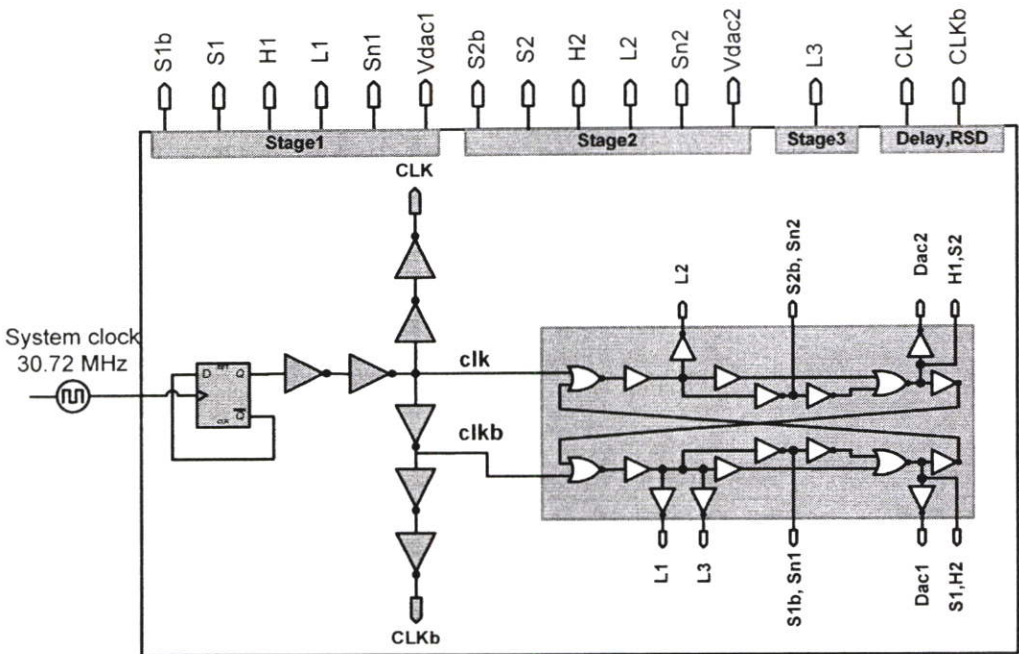 S1b
S1
H1
L1
Sn1
Vdac1
S2b
S2
H2
L2
Sn2
Vdac2
L3
CLK
CLKb
Stage1
Stage2
Stage3
Delay,RSD
CLK
System clock
30.72 MHz
D
Q
CLK
clk
clkb
L2
S2b, Sn2
Dac2
H1,S2
L1
L3
S1b, Sn1
Dac1
S1,H2
CLKb